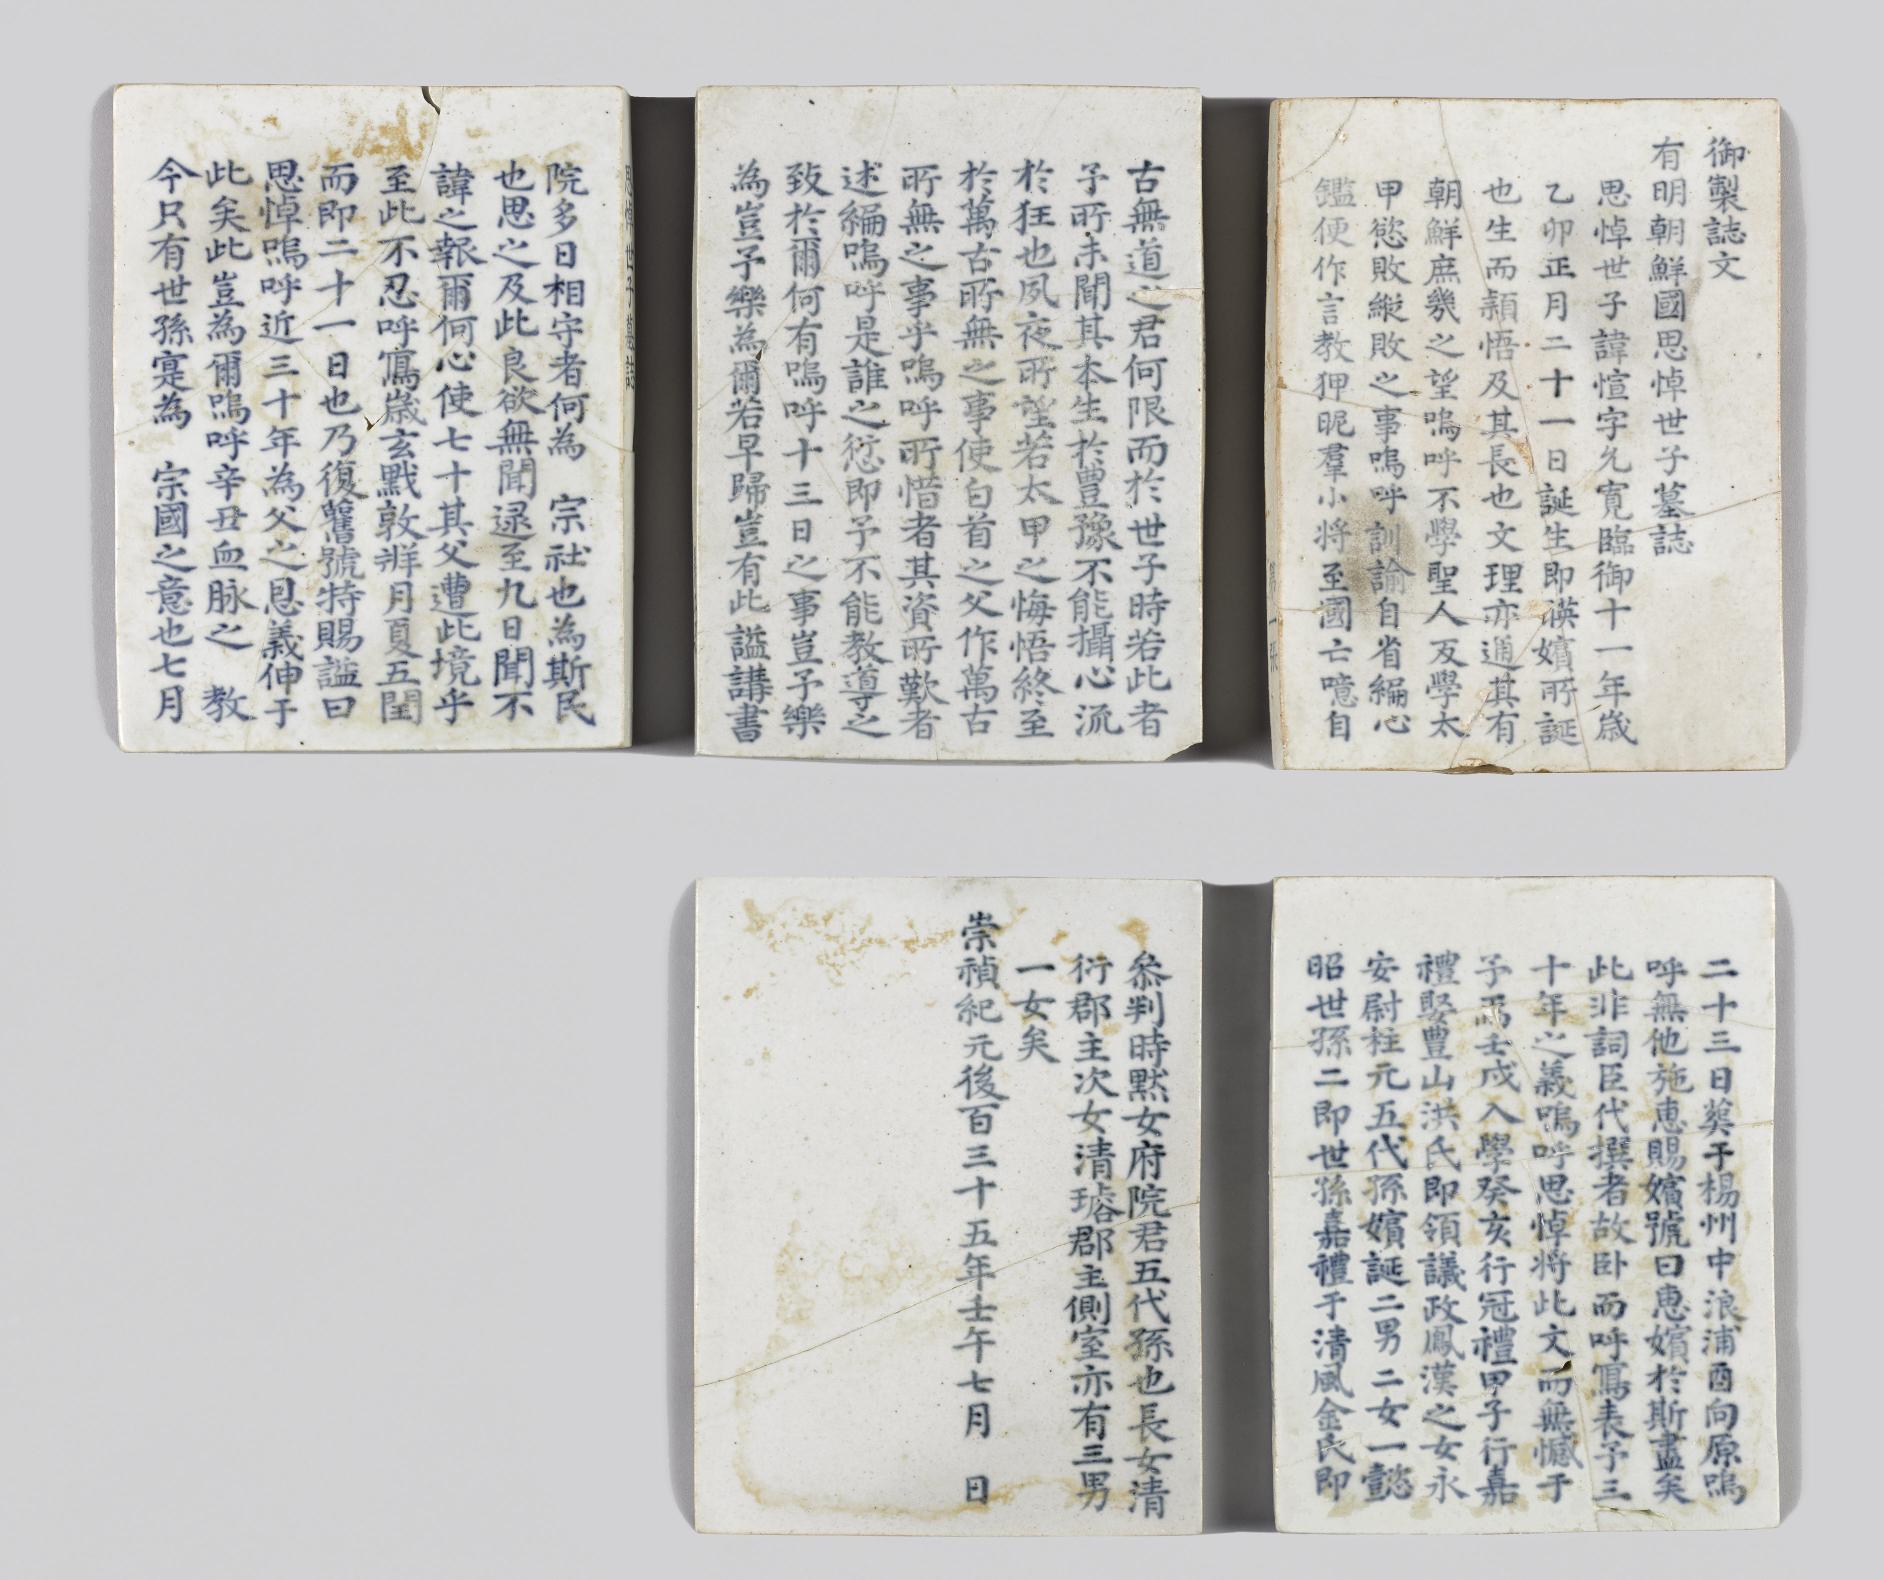 御製誌文
有明朝鮮國思悼世子墓誌
思悼世子諱愃字允寛臨御十一年歲
乙卯正月二十一日誕生即暎嬪所誕
也生而穎悟及其長也文理亦通其有
朝鮮庶幾之望嗚呼不學聖人反學太
甲慾敗縱敗之事嗚呼訓諭自省編心
鑑便作言教狎昵羣小將至國亡噫自
古無道之君何限而於世子時若此者
予所未聞其本生於豊豫不能攝心流
於狂也夙夜所望若太甲之悔悟終至
於萬古所無之事使白首之父作萬古
所無之事乎嗚呼所惜者其資所歎者
述編嗚呼是誰之愆即予不能教導之
致於爾何有嗚呼十三日之事豈予樂
為豈予樂為爾若早歸豈有此謚講書
院多日相守者何為 宗社也為斯民
也思之及此良欲無聞逮至九日聞不
諱之報爾何心使七十其父遭此境乎
至此不忍呼寫歲玄黓敦牂月夏五閏
而即二十一日也乃復舊號特賜謚曰
思悼嗚呼近三十年為父之恩義伸于
此矣此豈為爾嗚呼辛丑血脉之 教
今只有世孫寔為 宗國之意也七月
思悼世子墓誌
二十三日葬于楊州中浪浦酉向原嗚
呼無他施惠賜嬪號曰惠嬪於斯盡矣
此非詞臣代撰者故卧而呼寫表予三
十年之義嗚呼思悼將此文而無憾于
予焉壬戌入學癸亥行冠禮甲子行嘉
禮娶豊山洪氏即領議政鳳漢之女永
安尉柱元五代孫嬪誕二男二女一懿
昭世孫二即世孫嘉禮于清風金氏即
叅判時默女府院君五代孫也長女清
衍郡主次女清璿郡主側室亦有三男
一女矣
崇禎紀元後百三十五年壬午七月 日